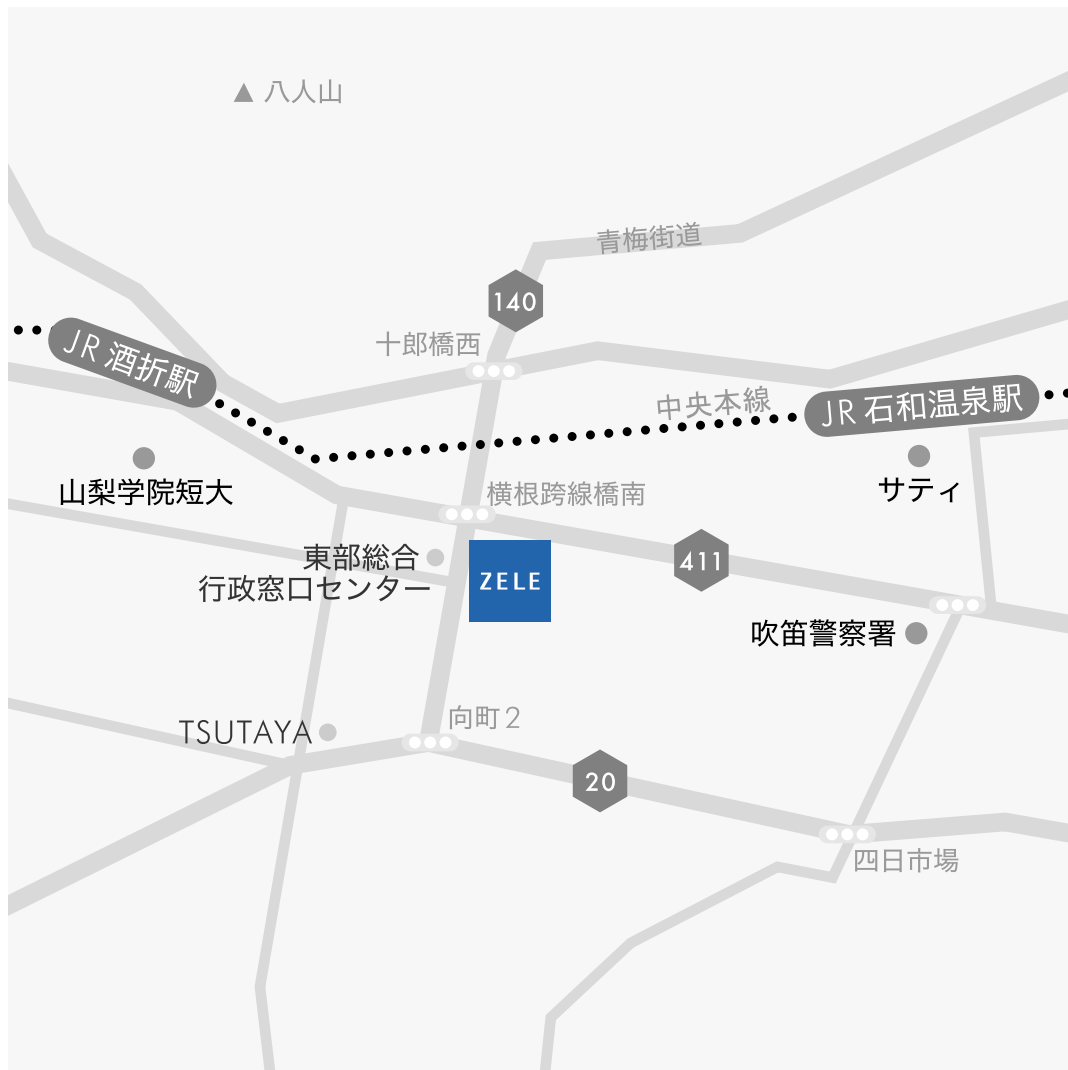 ▲ 八人山
青梅街道
140
十郎橋西
JR 酒折駅
中央本線
JR 石和温泉駅
山梨学院短大
サティ
横根跨線橋南
東部総合
行政窓口センター
ZELE
411
吹笛警察署
向町2
TSUTAYA
20
四日市場